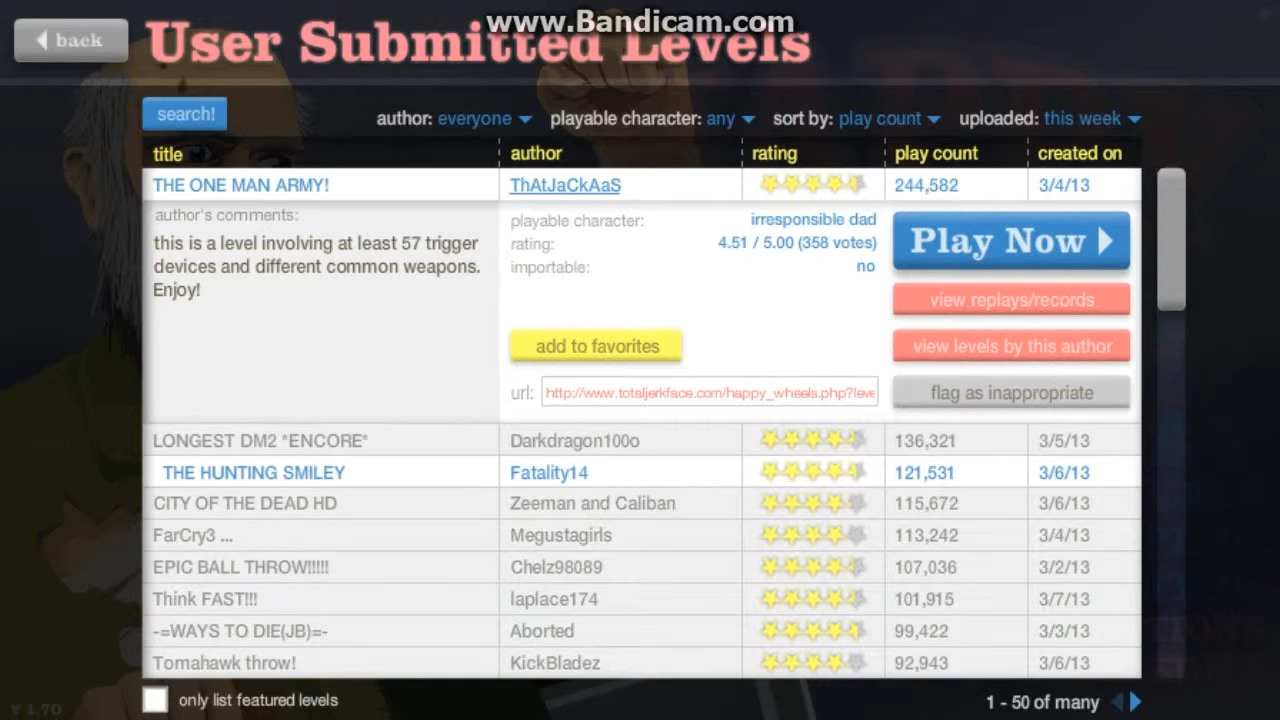 www.Bandicam.com
back
User Submitted Levels
search!
author: everyone playable character: any sort by: play count uploaded: this week
title author rating play count created on
THE ONE MAN ARMY! ThAtJaCkAaS 244,582 3/4/13
author's comments:
this is a level involving at least 57 trigger
devices and different common weapons.
Enjoy!
playable character: irresponsible dad
rating: 4.51 / 5.00 (358 votes)
importable: no
add to favorites
url: http://www.totaljerkface.com/happy_wheels.php?leve
Play Now
view replays/records
view levels by this author
flag as inappropriate
LONGEST DM2 *ENCORE* Darkdragon100o 136,321 3/5/13
THE HUNTING SMILEY Fatality14 121,531 3/6/13
CITY OF THE DEAD HD Zeeman and Caliban 115,672 3/6/13
FarCry3 ... Megustagirls 113,242 3/4/13
EPIC BALL THROW!!!!! Chelz98089 107,036 3/2/13
Think FAST!!! laplace174 101,915 3/7/13
-=WAYS TO DIE(JB)=- Aborted 99,422 3/3/13
Tomahawk throw! KickBladez 92,943 3/6/13
only list featured levels
1 - 50 of many
v 1.70